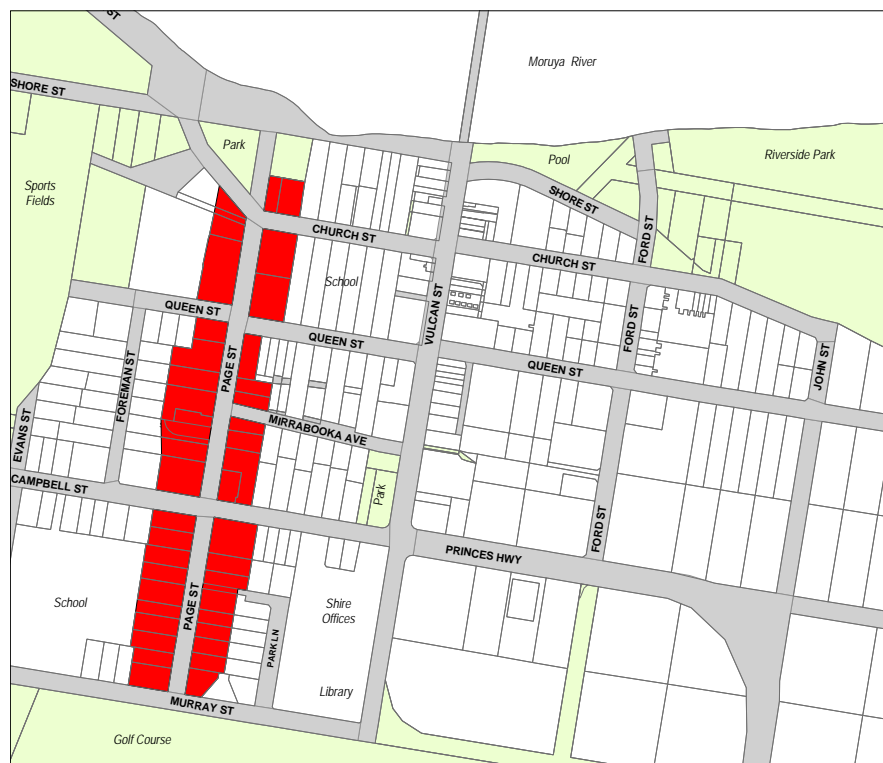 ST
Moruya River
SHORE ST
Park
Pool
Riverside Park
Sports
Fields
SHORE ST
FORD ST
CHURCH ST
CHURCH ST
School
QUEEN ST
VULCAN ST
QUEEN ST
FORD ST
QUEEN ST
JOHN ST
PAGE ST
FOREMAN ST
EVANS ST
MIRRABOOKA AVE
CAMPBELL ST
Park
FORD ST
PRINCES HWY
School
PAGE ST
Shire
Offices
PARK LN
Library
MURRAY ST
Golf Course